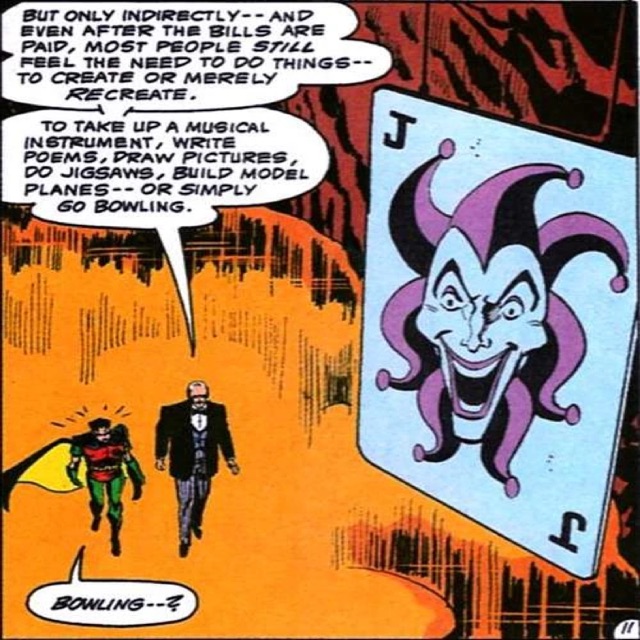 BUT ONLY INDIRECTLY-- AND
EVEN AFTER THE BILLS ARE
PAID, MOST PEOPLE STILL
FEEL THE NEED TO DO THINGS--
TO CREATE OR MERELY
RECREATE.
TO TAKE UP A MUSICAL
INSTRUMENT, WRITE
POEMS, DRAW PICTURES,
DO JIGSAWS, BUILD MODEL
PLANES-- OR SIMPLY
GO BOWLING.
J
J
BOWLING--?
11